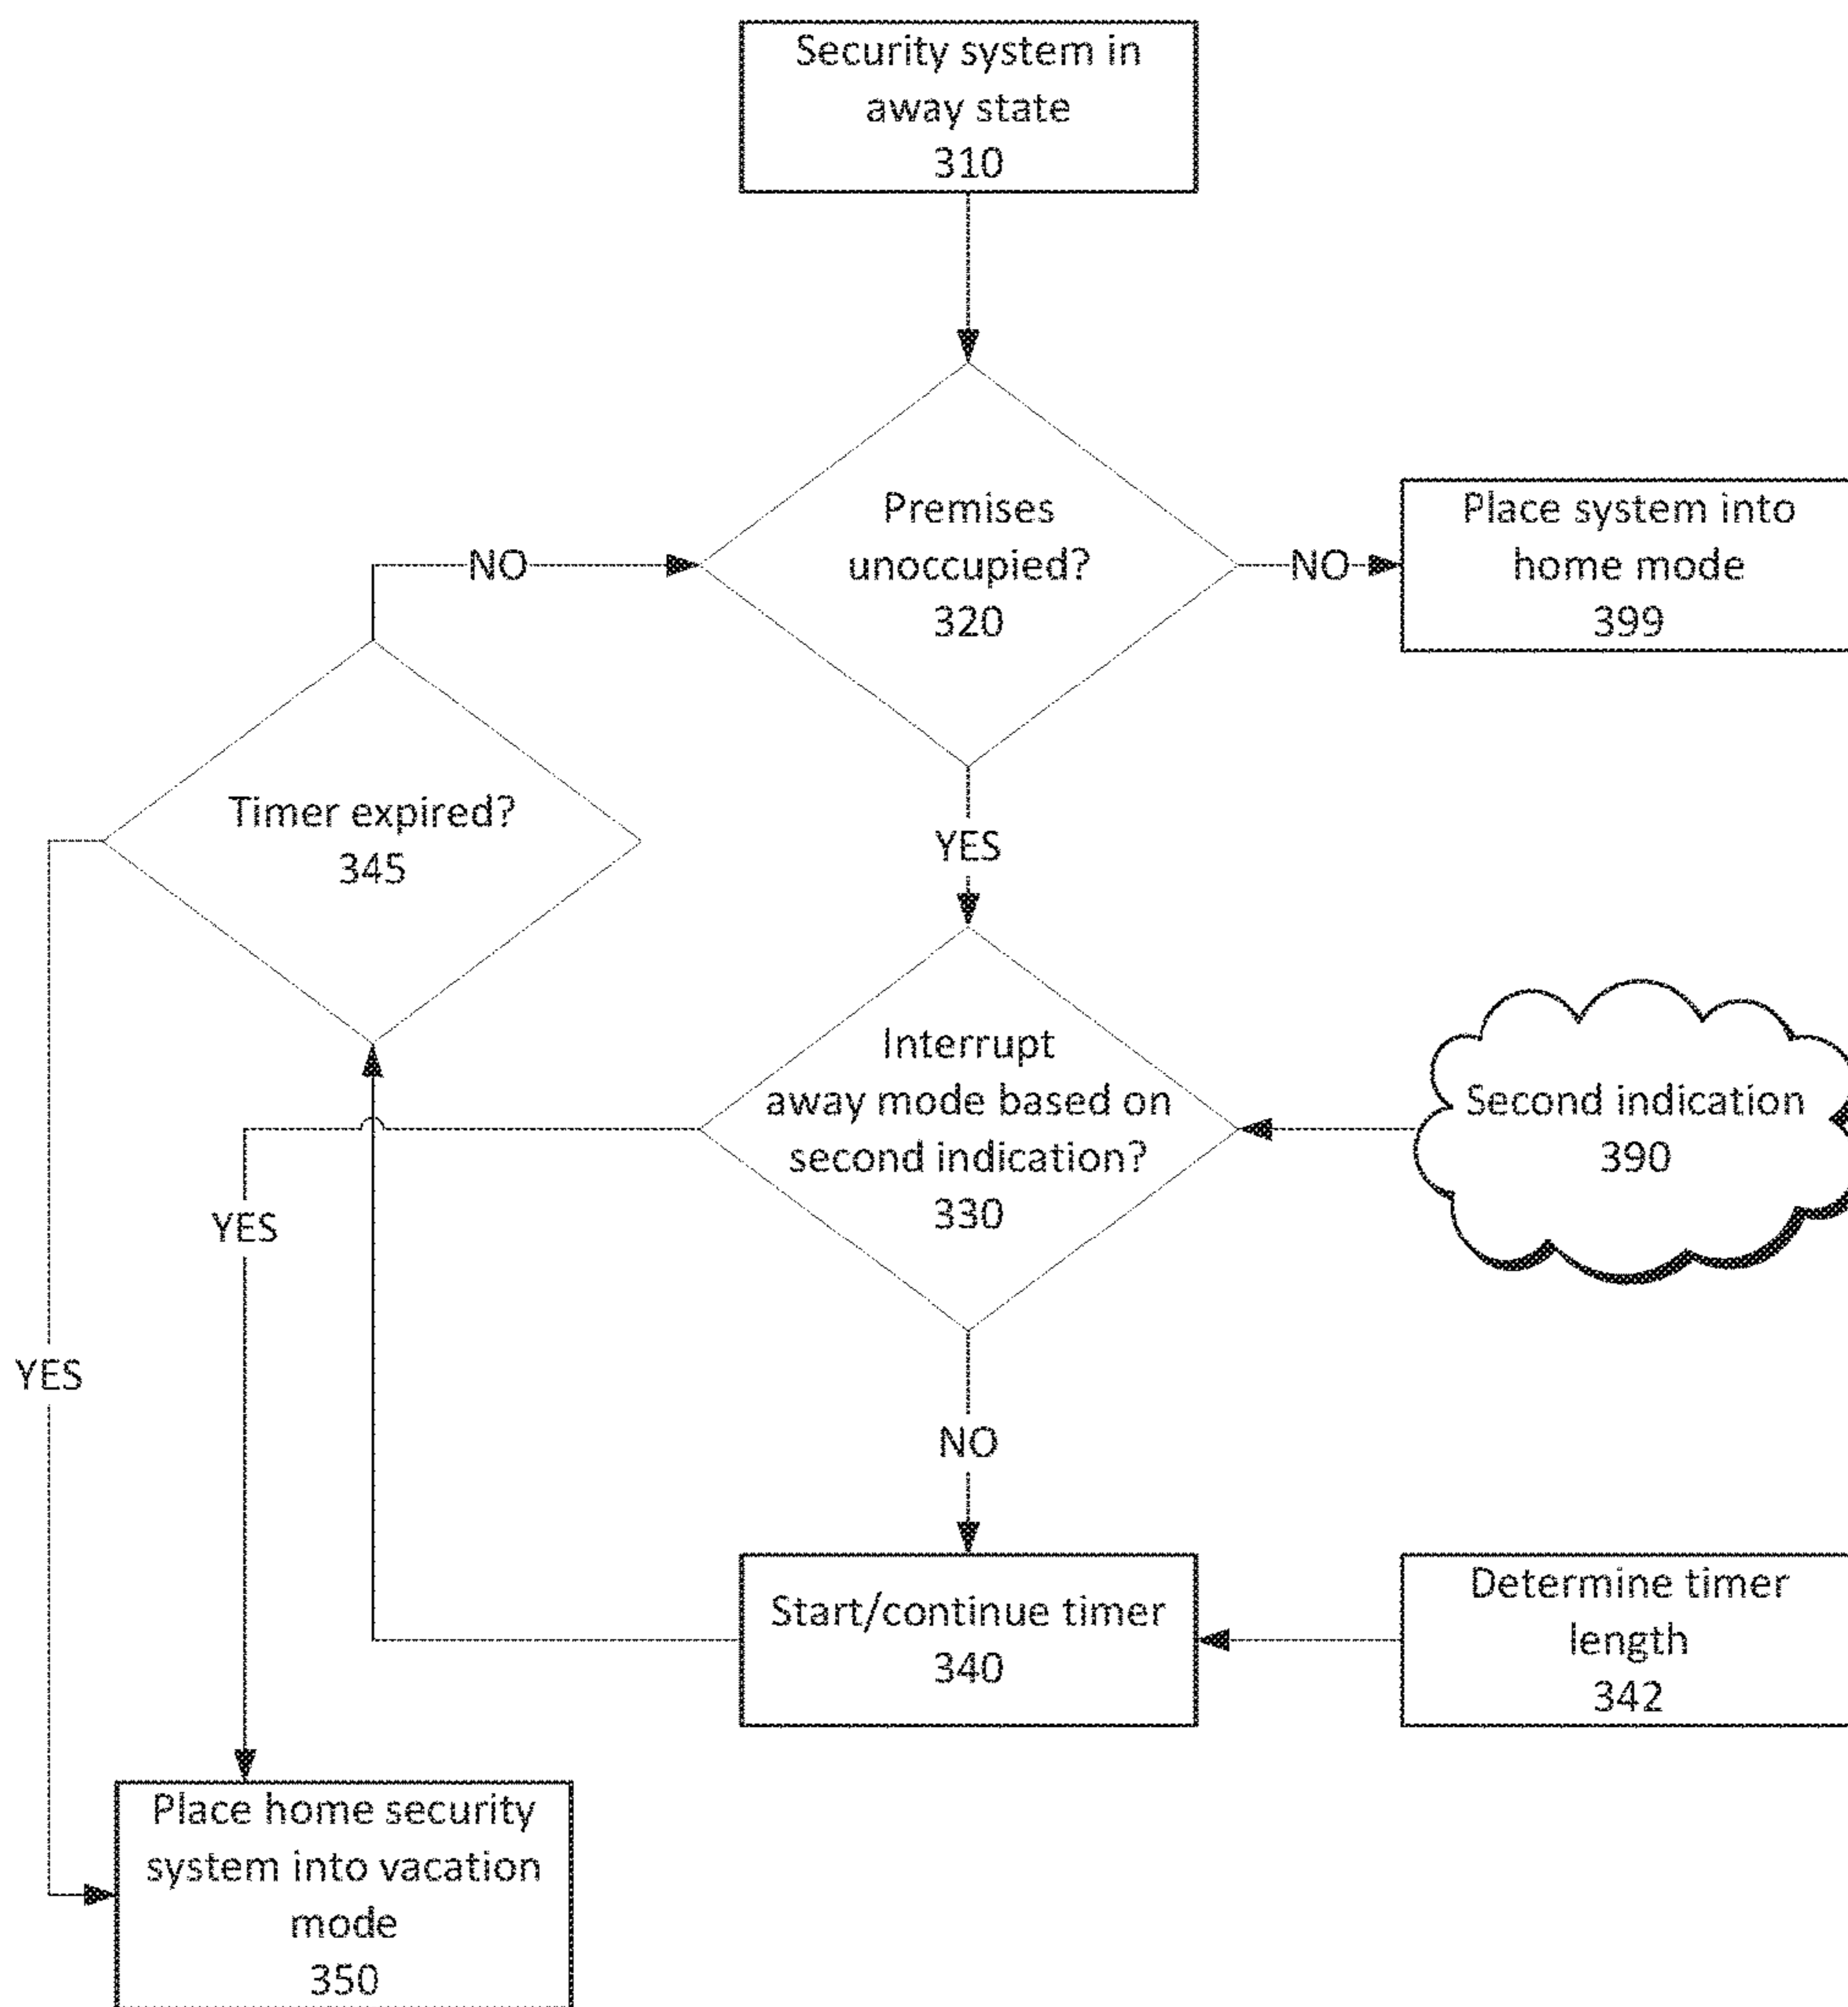 Security system in
away state
310
Premises
unoccupied?
320
NO
NO
Place system into
home mode
399
Timer expired?
345
YES
Interrupt
away mode based on
second indication?
330
Second indication
390
YES
YES
NO
Start/continue timer
340
Determine timer
length
342
Place home security
system into vacation
mode
350